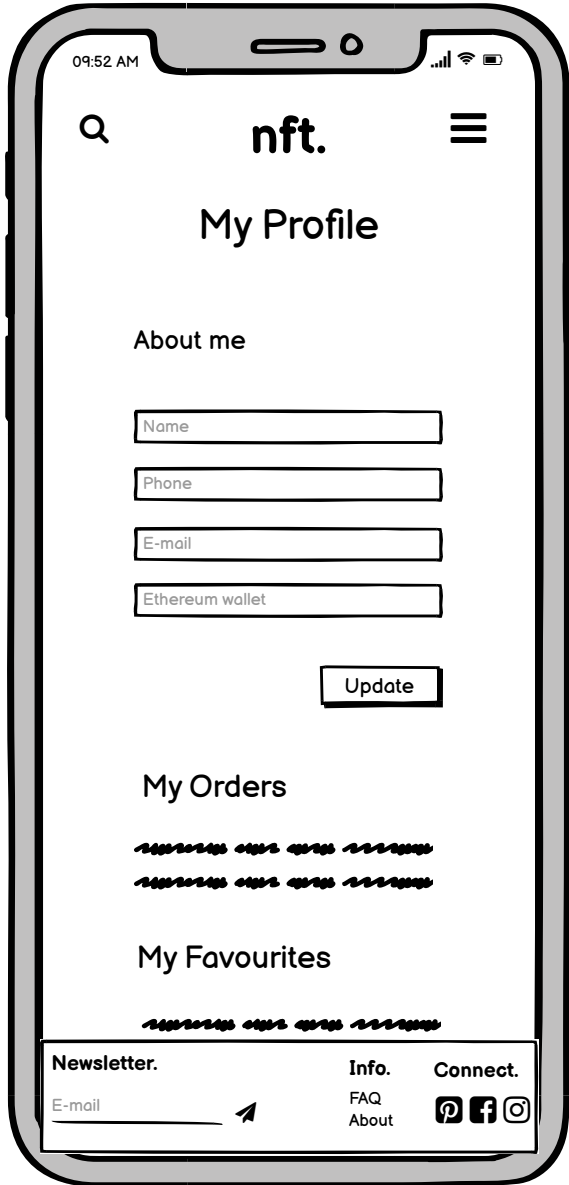 09:52 AM
nft.
My Profile
About me
Name
Phone
E-mail
Ethereum wallet
Update
My Orders
My Favourites
Newsletter.
E-mail
Info.
FAQ
About
Connect.